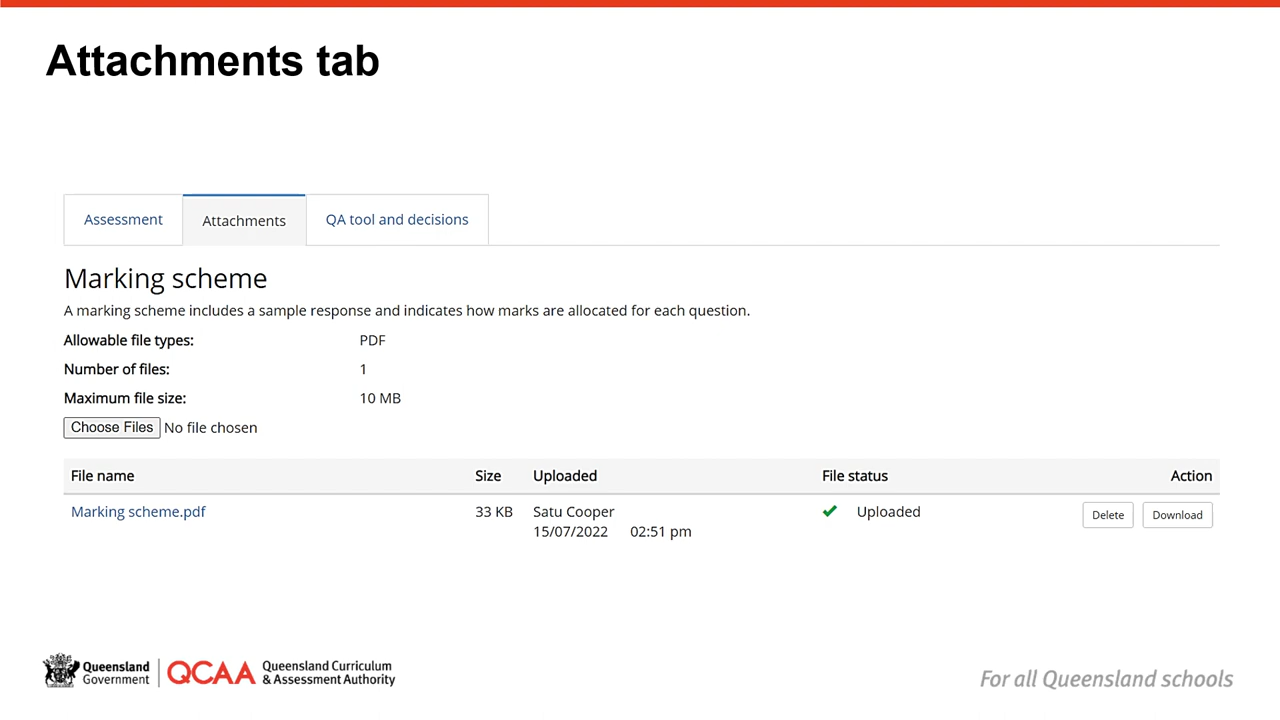 Attachments tab
Assessment Attachments QA tool and decisions
Marking scheme
A marking scheme includes a sample response and indicates how marks are allocated for each question.
Allowable file types: PDF
Number of files: 1
Maximum file size: 10 MB
Choose Files No file chosen
File name Size Uploaded File status Action
Marking scheme.pdf 33 KB Satu Cooper Uploaded Delete Download
15/07/2022 02:51 pm
Queensland Government QCAA Queensland Curriculum & Assessment Authority
For all Queensland schools